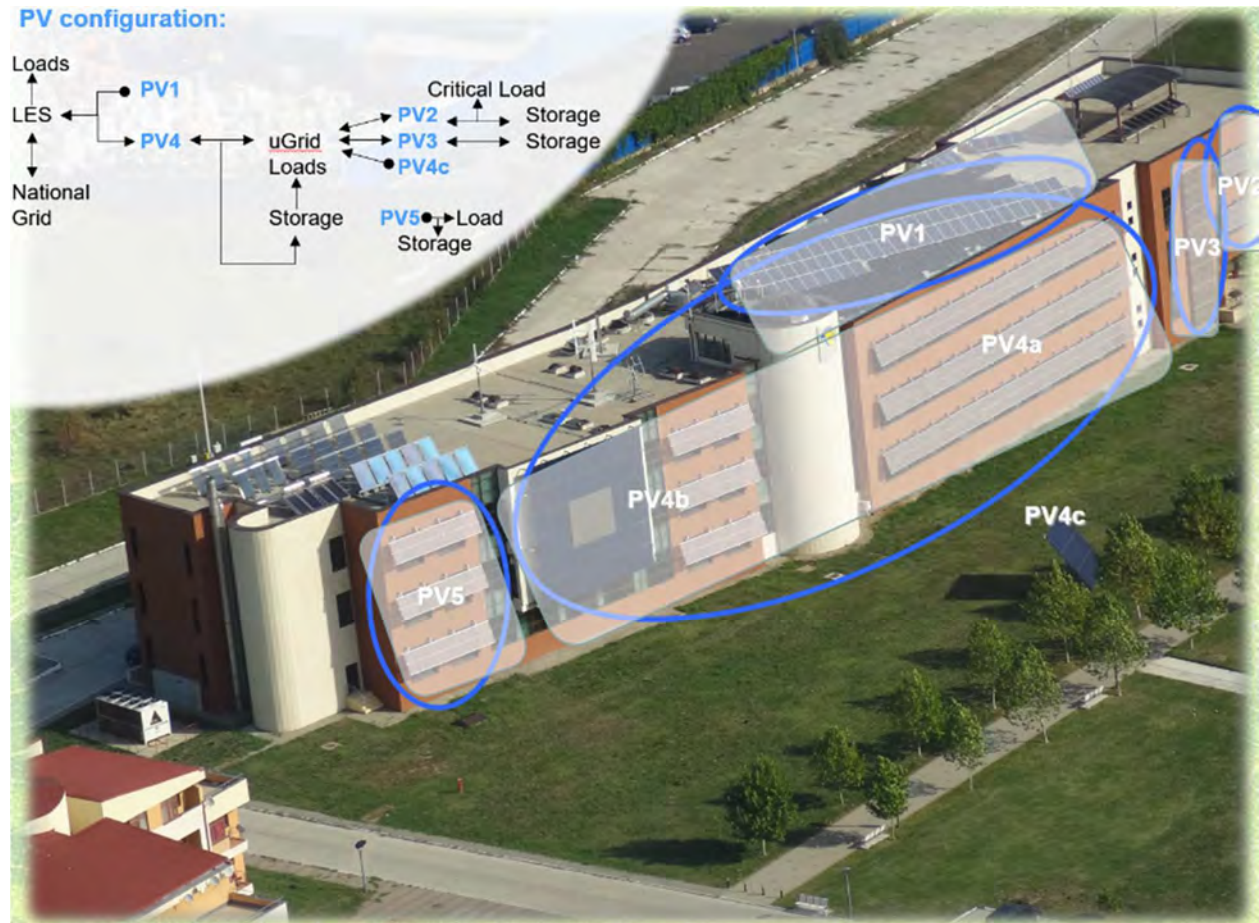 PV configuration:
Loads
PV1
Critical Load
LES
PV2
Storage
PV4
uGrid
PV3
Storage
Loads
PV4c
National
Grid
Storage
PV5
Load
Storage
PV1
PV2
PV3
PV4a
PV4b
PV4c
PV5